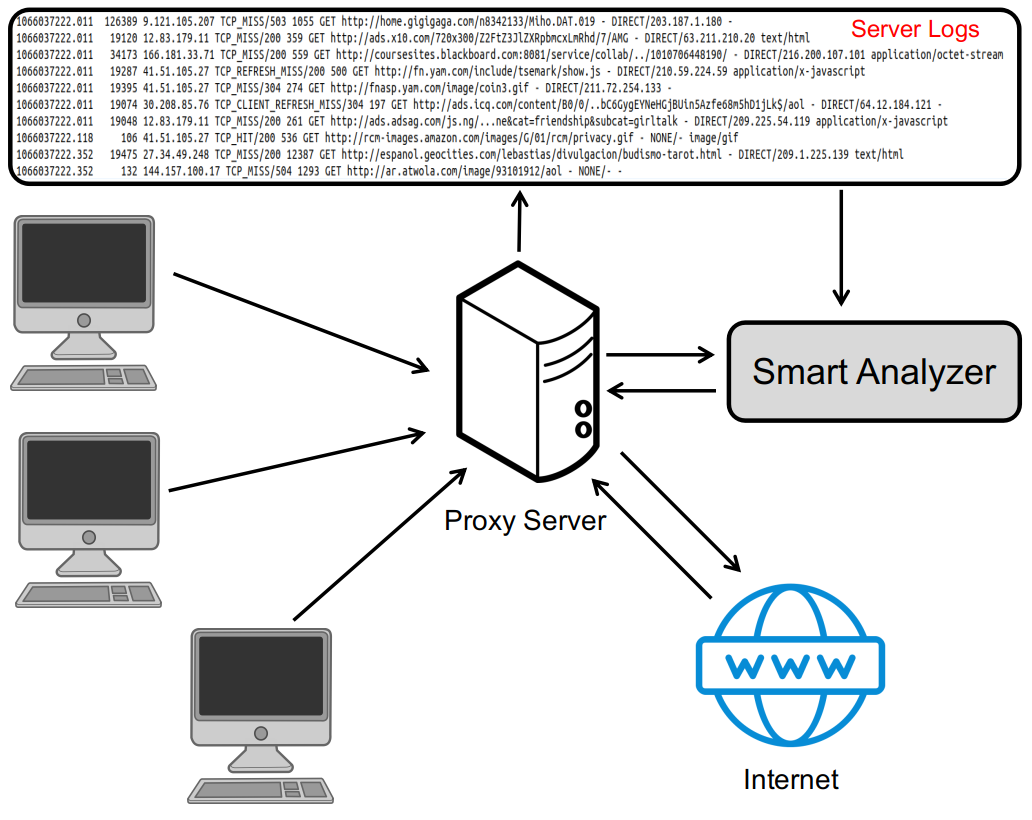 1066037222.011 126389 9.121.105.207 TCP_MISS/503 1055 GET http://home.gigigaga.com/n8342133/Miho.DAT.019 - DIRECT/203.187.1.180 -
Server Logs
1066037222.011 19120 12.83.179.11 TCP_MISS/200 359 GET http://ads.x10.com/720x300/Z2FtZ3JlZXRpbmcxLmRhd/7/AMG - DIRECT/63.211.210.20 text/html
1066037222.011 34173 166.181.33.71 TCP_MISS/200 559 GET http://coursesites.blackboard.com:8081/service/collab/../1010706448190/ - DIRECT/216.200.107.101 application/octet-stream
1066037222.011 19287 41.51.105.27 TCP_REFRESH_MISS/200 500 GET http://fn.yam.com/include/tsemark/show.js - DIRECT/210.59.224.59 application/x-javascript
1066037222.011 19395 41.51.105.27 TCP_MISS/304 274 GET http://fnasp.yam.com/image/coin3.gif - DIRECT/211.72.254.133 -
1066037222.011 19074 30.208.85.76 TCP_CLIENT_REFRESH_MISS/304 197 GET http://ads.icq.com/content/B0/0/..bC6GygEYNeHGjBUin5Azfe68m5hD1jLk$/aol - DIRECT/64.12.184.121 -
1066037222.011 19048 12.83.179.11 TCP_MISS/200 261 GET http://ads.adsag.com/js.ng/...ne&cat=friendship&subcat=girltalk - DIRECT/209.225.54.119 application/x-javascript
1066037222.118 106 41.51.105.27 TCP_HIT/200 536 GET http://rcm-images.amazon.com/images/G/01/rcm/privacy.gif - NONE/- image/gif
1066037222.352 19475 27.34.49.248 TCP_MISS/200 12387 GET http://espanol.geocities.com/lebastias/divulgacion/budismo-tarot.html - DIRECT/209.1.225.139 text/html
1066037222.352 132 144.157.100.17 TCP_MISS/504 1293 GET http://ar.atwola.com/image/93101912/aol - NONE/- -
Smart Analyzer
Proxy Server
WWW
Internet